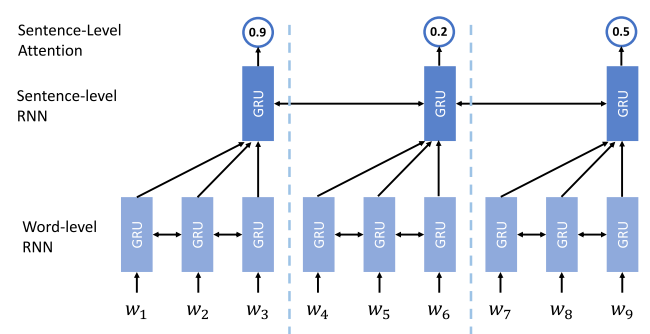 Sentence-Level
Attention
0.9
0.2
0.5
Sentence-level
RNN
GRU
GRU
GRU
Word-level
RNN
GRU
GRU
GRU
GRU
GRU
GRU
GRU
GRU
GRU
w₁
w₂
w₃
w₄
w₅
w₆
w₇
w₈
w₉